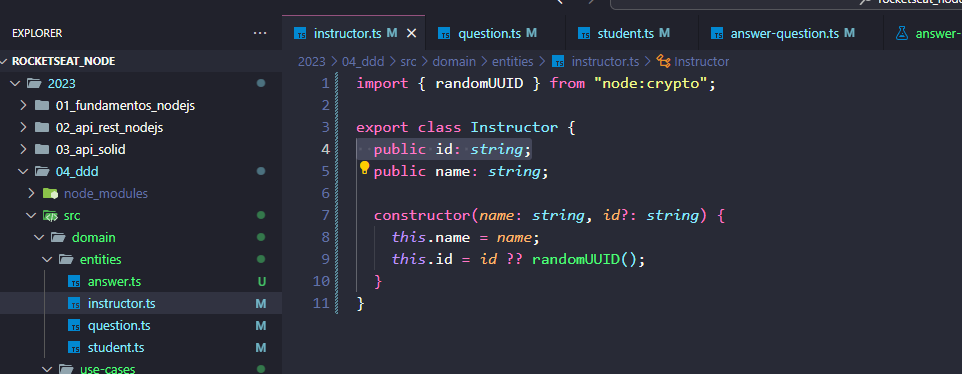 rocketseat_nod
EXPLORER ...
instructor.ts M
question.ts M
student.ts M
answer-question.ts M
answer-
ROCKETSEAT_NODE
2023 > 04_ddd > src > domain > entities > instructor.ts > Instructor
2023
01_fundamentos_nodejs
02_api_rest_nodejs
03_api_solid
04_ddd
node_modules
src
domain
entities
answer.ts U
instructor.ts M
question.ts M
student.ts M
use-cases
1 import { randomUUID } from "node:crypto";
2
3 export class Instructor {
4 public id: string;
5 public name: string;
6
7 constructor(name: string, id?: string) {
8 this.name = name;
9 this.id = id ?? randomUUID();
10 }
11 }